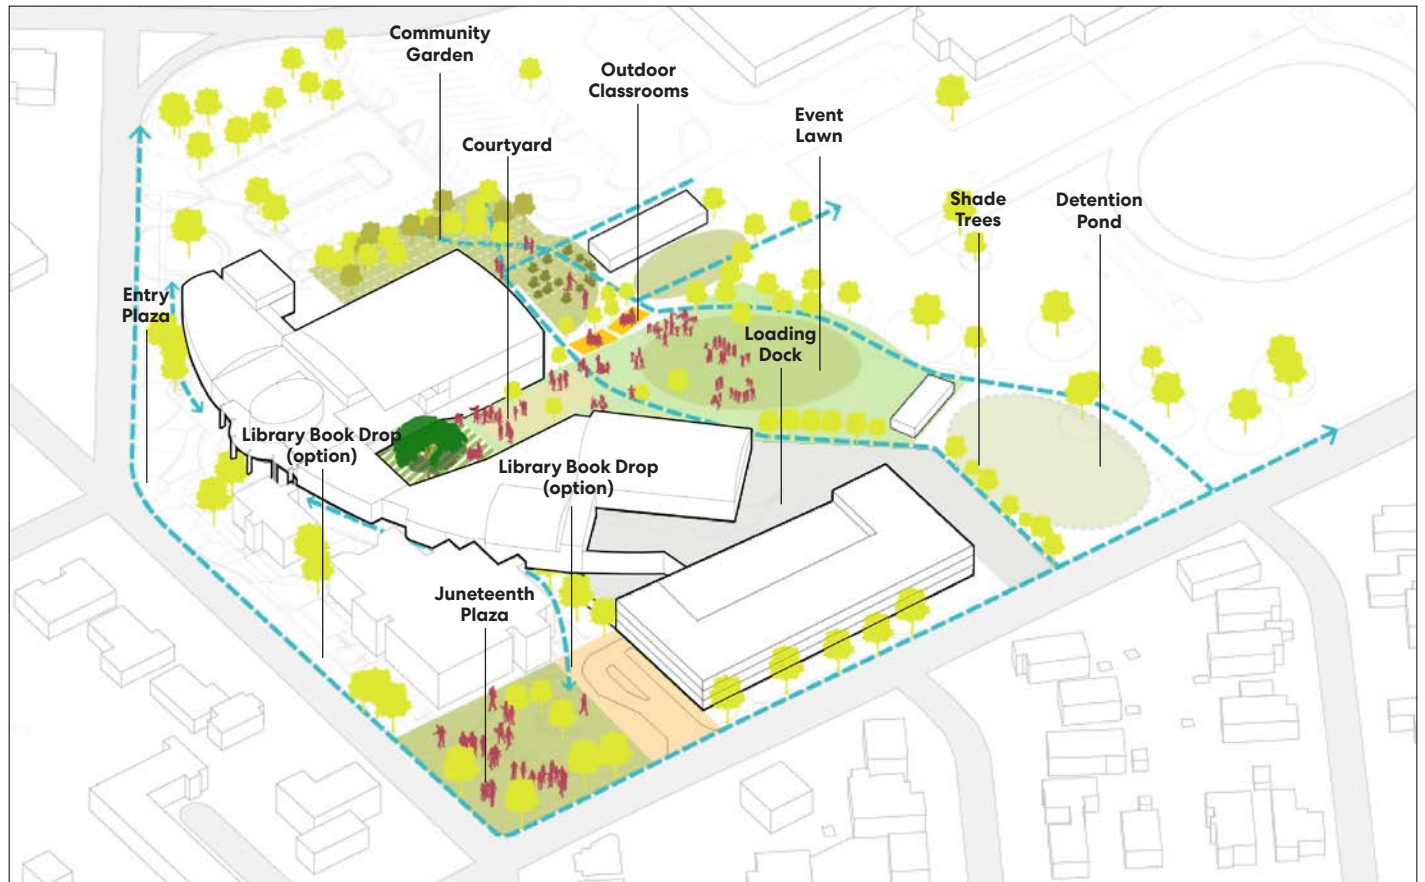 Community
Garden
Outdoor
Classrooms
Event
Lawn
Courtyard
Shade
Trees
Detention
Pond
Entry
Plaza
Loading
Dock
Library Book Drop
(option)
Library Book Drop
(option)
Juneteenth
Plaza